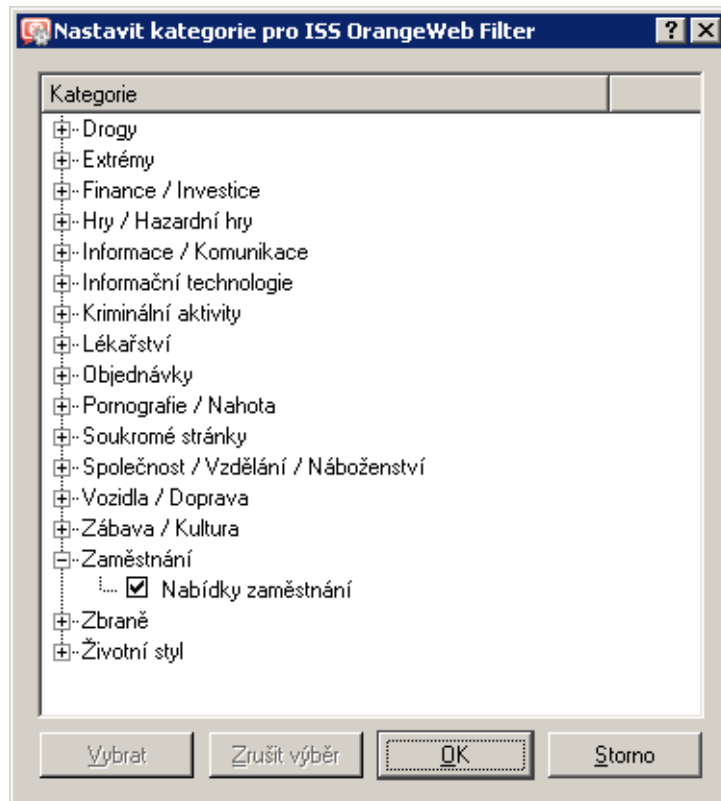 Nastavit kategorie pro ISS OrangeWeb Filter
Kategorie
Drogy
Extrémy
Finance / Investice
Hry / Hazardní hry
Informace / Komunikace
Informační technologie
Kriminální aktivity
Lékařství
Objednávky
Pornografie / Nahota
Soukromé stránky
Společnost / Vzdělání / Náboženství
Vozidla / Doprava
Zábava / Kultura
Zaměstnání
Nabídky zaměstnání
Zbraně
Životní styl
Vybrat Zrušit výběr OK Storno